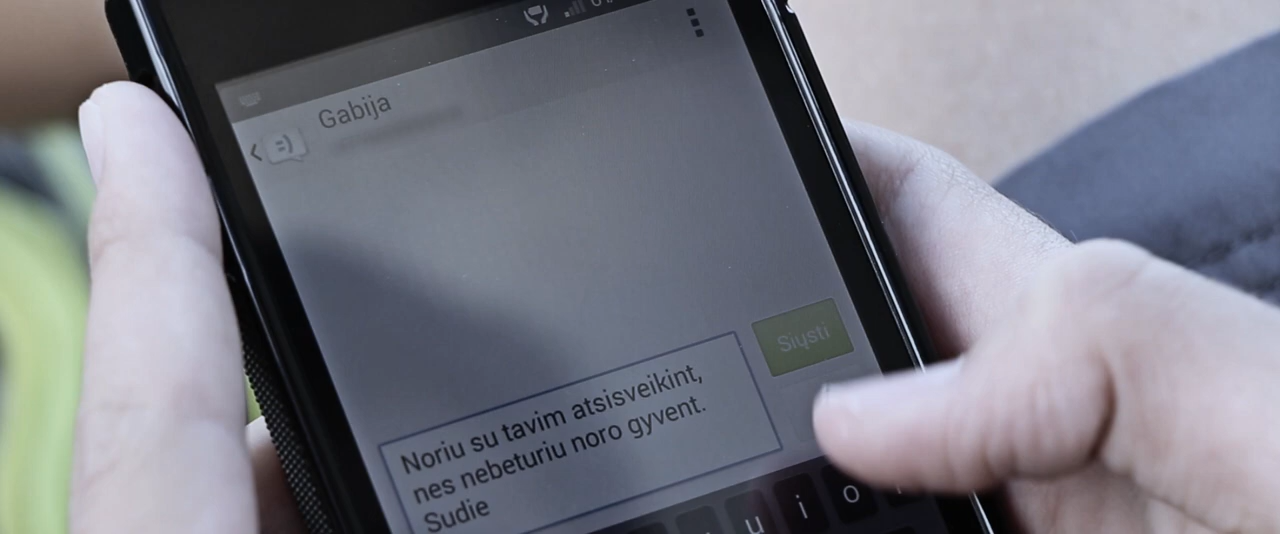 Gabija
=)
Siųsti
Noriu su tavim atsisveikint,
nes nebeturiu noro gyvent.
Sudie
u i o